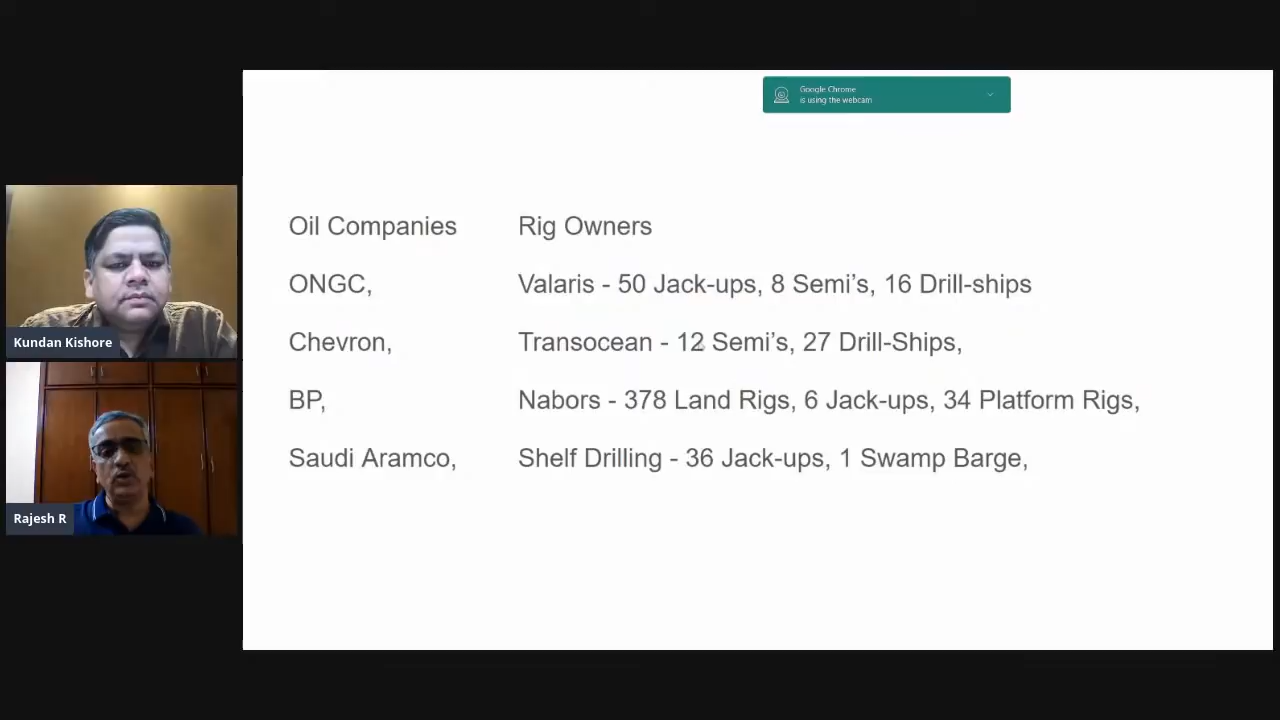 Google Chrome
is using the webcam
Oil Companies Rig Owners
ONGC, Valaris - 50 Jack-ups, 8 Semi's, 16 Drill-ships
Chevron, Transocean - 12 Semi's, 27 Drill-Ships,
BP, Nabors - 378 Land Rigs, 6 Jack-ups, 34 Platform Rigs,
Saudi Aramco, Shelf Drilling - 36 Jack-ups, 1 Swamp Barge,
Kundan Kishore
Rajesh R